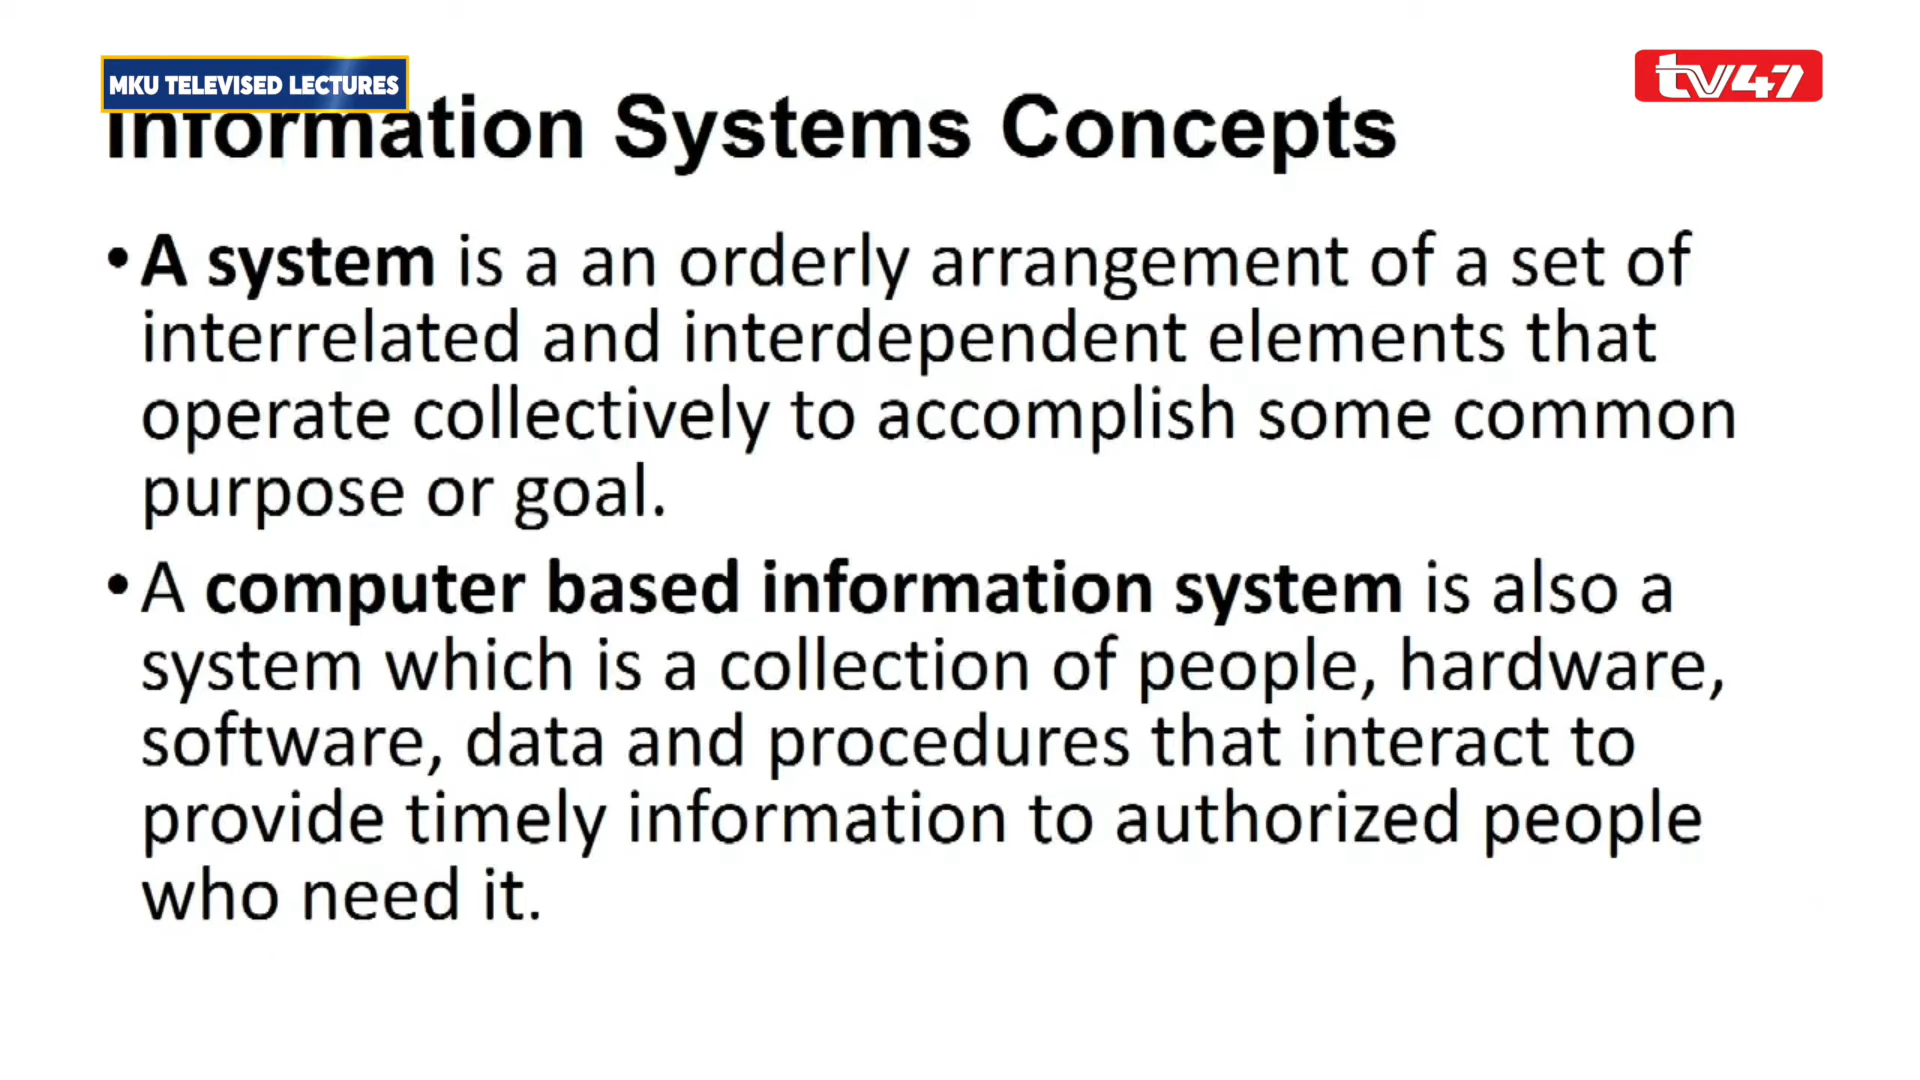 MKU TELEVISED LECTURES
tv47
Information Systems Concepts
• A system is a an orderly arrangement of a set of
interrelated and interdependent elements that
operate collectively to accomplish some common
purpose or goal.
• A computer based information system is also a
system which is a collection of people, hardware,
software, data and procedures that interact to
provide timely information to authorized people
who need it.